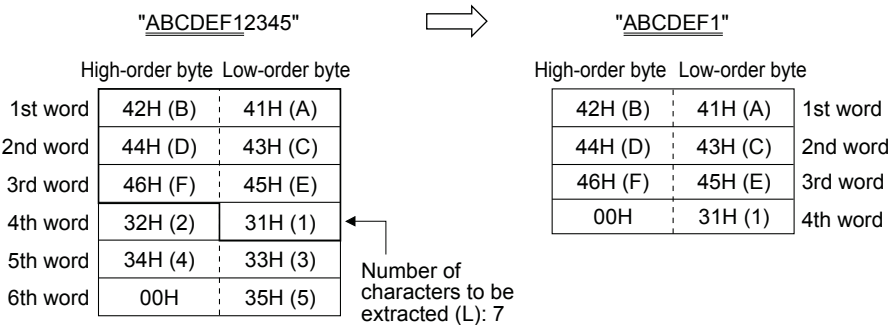 "ABCDEF12345" "ABCDEF1"
High-order byte Low-order byte High-order byte Low-order byte
1st word 42H (B) 41H (A) 42H (B) 41H (A) 1st word
2nd word 44H (D) 43H (C) 44H (D) 43H (C) 2nd word
3rd word 46H (F) 45H (E) 46H (F) 45H (E) 3rd word
4th word 32H (2) 31H (1) 00H 31H (1) 4th word
5th word 34H (4) 33H (3)
6th word 00H 35H (5)
Number of
characters to be
extracted (L): 7